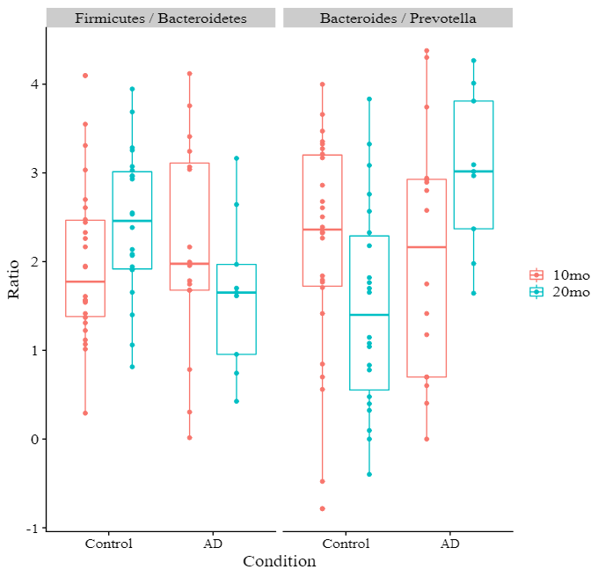 Firmicutes / Bacteroidetes
Bacteroides / Prevotella
4
3
2
1
0
-1
Ratio
Control
AD
Control
AD
Condition
10mo
20mo